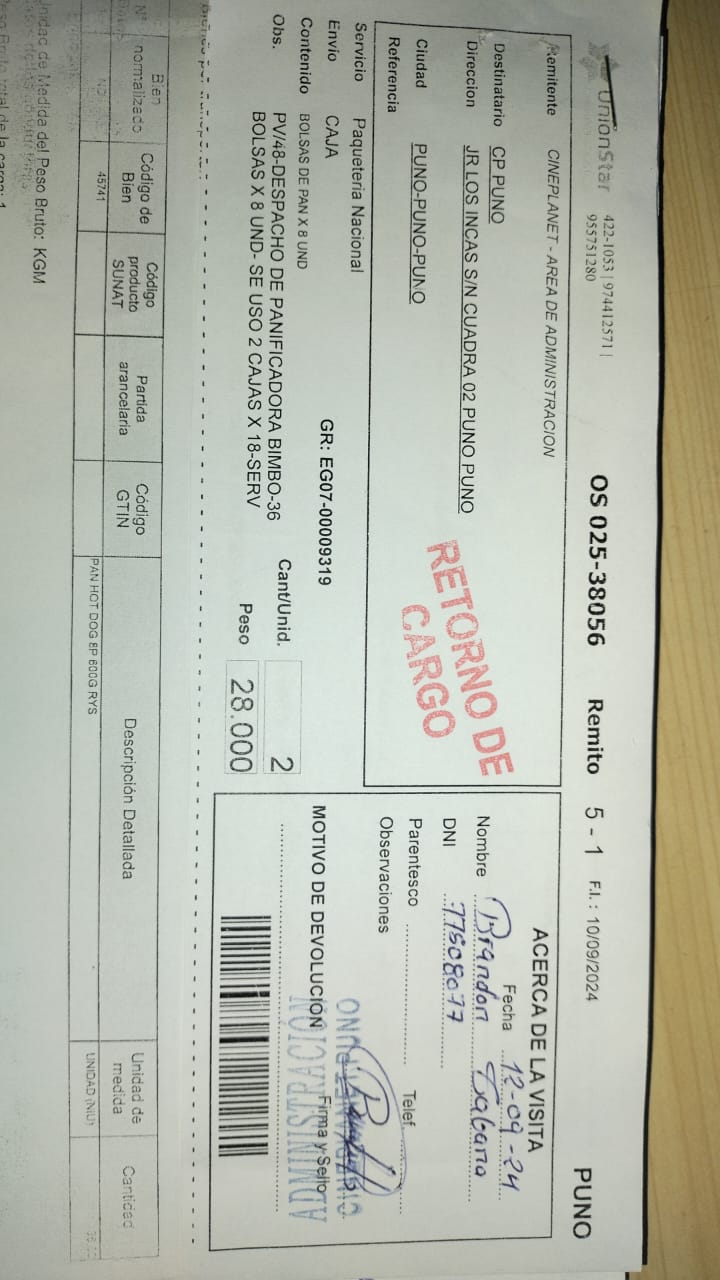 UnionStar 422-1053 | 974412571 |
955751280
OS 025-38056 Remito 5 - 1 F.I. : 10/09/2024 PUNO
Remitente CINEPLANET - AREA DE ADMINISTRACION
Destinatario CP PUNO
Direccion JR LOS INCAS S/N CUADRA 02 PUNO PUNO
Ciudad PUNO-PUNO-PUNO
Referencia
RETORNO DE
CARGO
ACERCA DE LA VISITA
Fecha 12-09-24
Nombre Brandon
DNI 77508077
Parentesco Telef
Observaciones
Firma y Sello
PUNO
ADMINISTRACION
MOTIVO DE DEVOLUCIÓN
Servicio Paqueteria Nacional
Envio CAJA GR: EG07-00009319
Contenido BOLSAS DE PAN X 8 UND
Obs. PV/48-DESPACHO DE PANIFICADORA BIMBO-36
BOLSAS X 8 UND- SE USO 2 CAJAS X 18-SERV
Cant/Unid. 2
Peso 28.000
N° Bien normalizado Código de Bien Código producto SUNAT Partida arancelaria Código GTIN Descripción Detallada Unidad de medida Cantidad
45741 PAN HOT DOG 8P 600G RYS UNIDAD (NIU)
Unidad de Medida del Peso Bruto: KGM